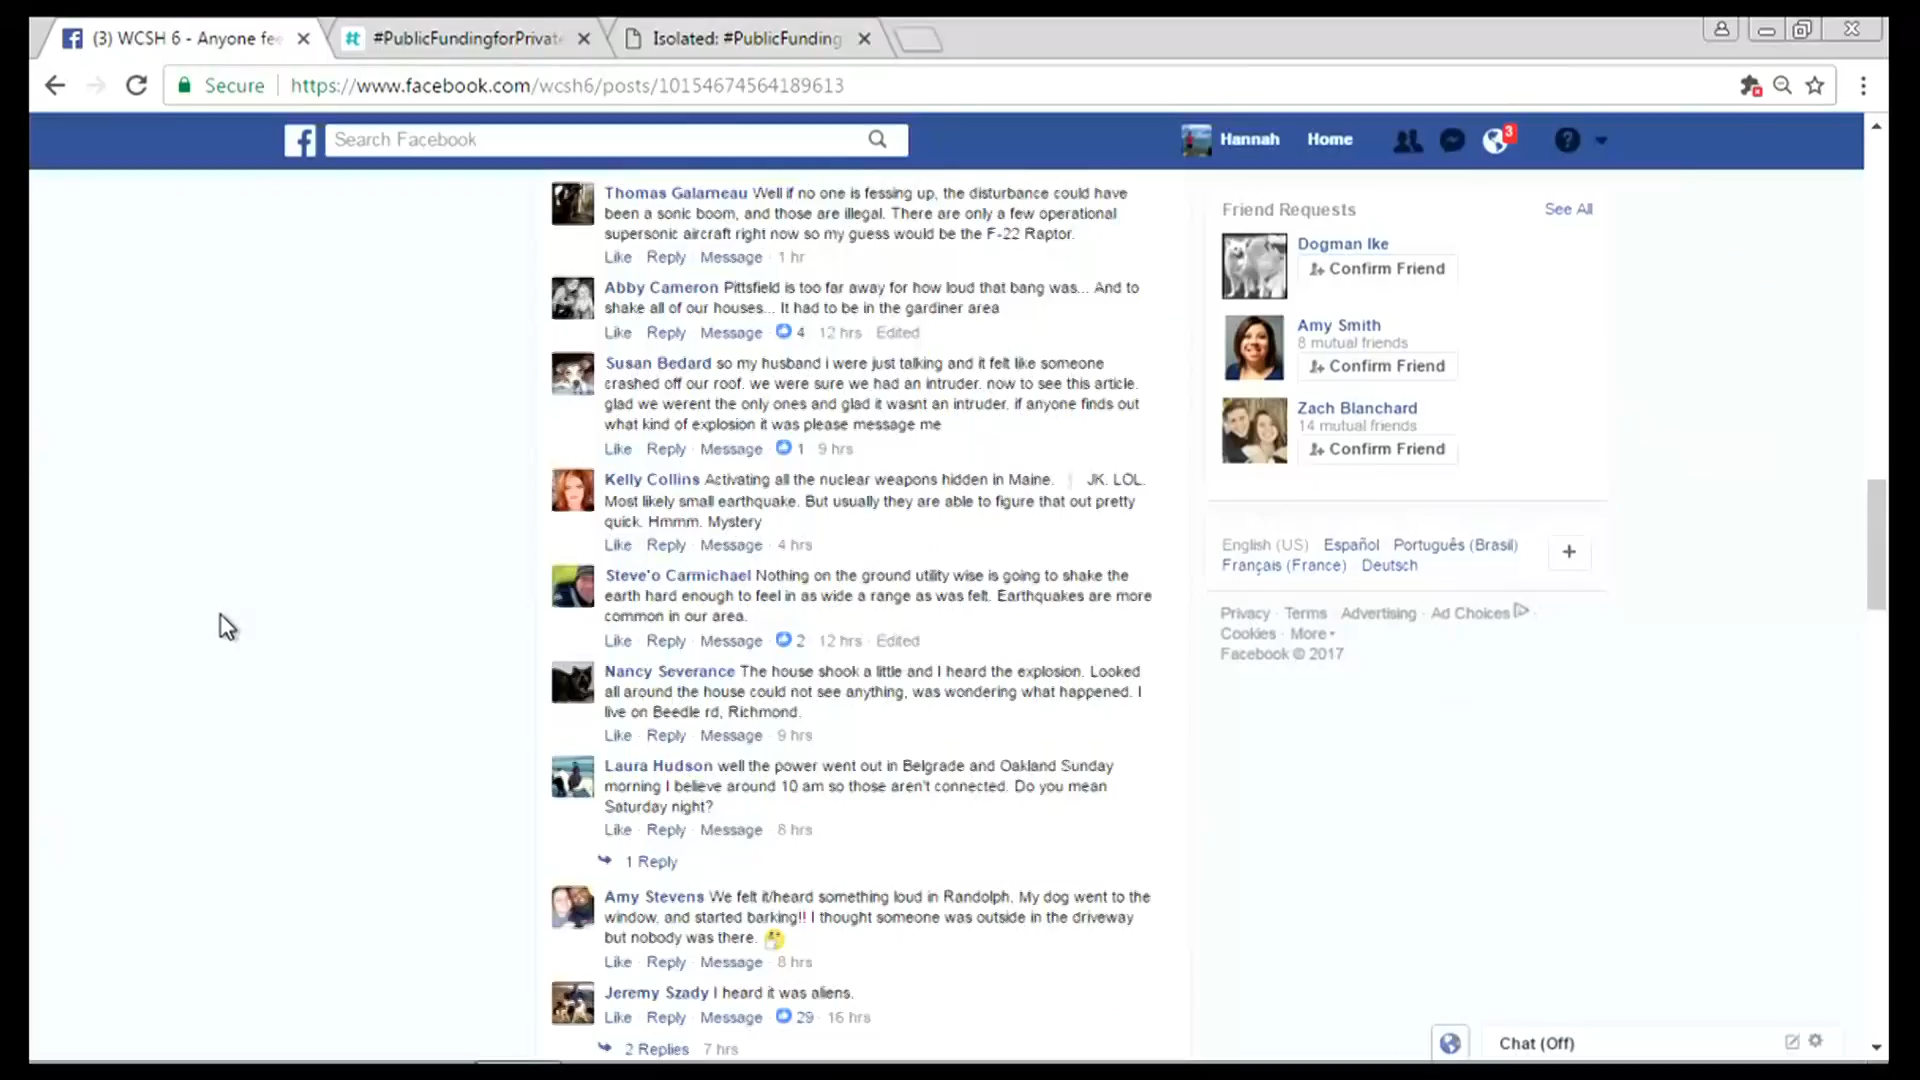 (3) WCSH 6 - Anyone fee
#PublicFundingforPrivate
Isolated: #PublicFunding
Secure
https://www.facebook.com/wcsh6/posts/10154674564189613
Search Facebook
Hannah
Home
3
Thomas Galarneau Well if no one is fessing up, the disturbance could have
been a sonic boom, and those are illegal. There are only a few operational
supersonic aircraft right now so my guess would be the F-22 Raptor.
Like · Reply · Message · 1 hr
Abby Cameron Pittsfield is too far away for how loud that bang was... And to
shake all of our houses... It had to be in the gardiner area
Like · Reply · Message · 4 · 12 hrs · Edited
Susan Bedard so my husband i were just talking and it felt like someone
crashed off our roof. we were sure we had an intruder. now to see this article.
glad we werent the only ones and glad it wasnt an intruder. if anyone finds out
what kind of explosion it was please message me
Like · Reply · Message · 1 · 9 hrs
Kelly Collins Activating all the nuclear weapons hidden in Maine. JK. LOL.
Most likely small earthquake. But usually they are able to figure that out pretty
quick. Hmmm. Mystery
Like · Reply · Message · 4 hrs
Steve'o Carmichael Nothing on the ground utility wise is going to shake the
earth hard enough to feel in as wide a range as was felt. Earthquakes are more
common in our area.
Like · Reply · Message · 2 · 12 hrs · Edited
Nancy Severance The house shook a little and I heard the explosion. Looked
all around the house could not see anything, was wondering what happened. I
live on Beedle rd, Richmond.
Like · Reply · Message · 9 hrs
Laura Hudson well the power went out in Belgrade and Oakland Sunday
morning I believe around 10 am so those aren't connected. Do you mean
Saturday night?
Like · Reply · Message · 8 hrs
1 Reply
Amy Stevens We felt it/heard something loud in Randolph. My dog went to the
window. and started barking!! I thought someone was outside in the driveway
but nobody was there. 🤔
Like · Reply · Message · 8 hrs
Jeremy Szady I heard it was aliens.
Like · Reply · Message · 29 · 16 hrs
2 Replies · 7 hrs
Friend Requests
See All
Dogman Ike
Confirm Friend
Amy Smith
8 mutual friends
Confirm Friend
Zach Blanchard
14 mutual friends
Confirm Friend
English (US) · Español · Português (Brasil)
Français (France) · Deutsch
Privacy · Terms · Advertising · Ad Choices ·
Cookies · More
Facebook © 2017
Chat (Off)